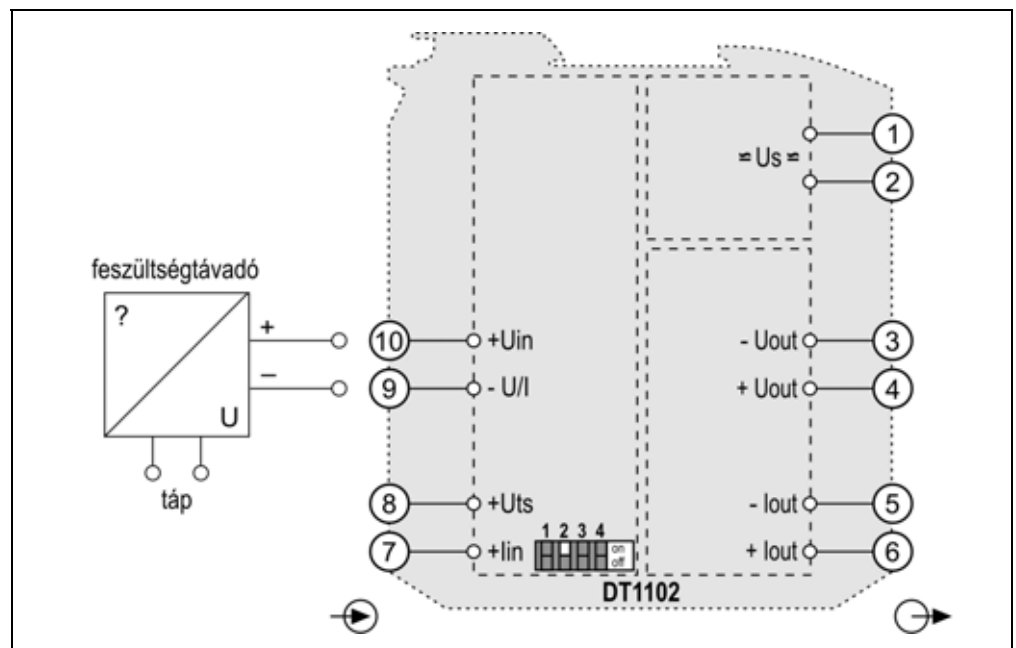 1
≂ Us ≂
2
feszültségtávadó
?
+
10
+Uin
- Uout
3
–
9
- U/I
+ Uout
4
U
táp
8
+Uts
- Iout
5
1 2 3 4
7
+Iin
on
off
+ Iout
6
DT1102